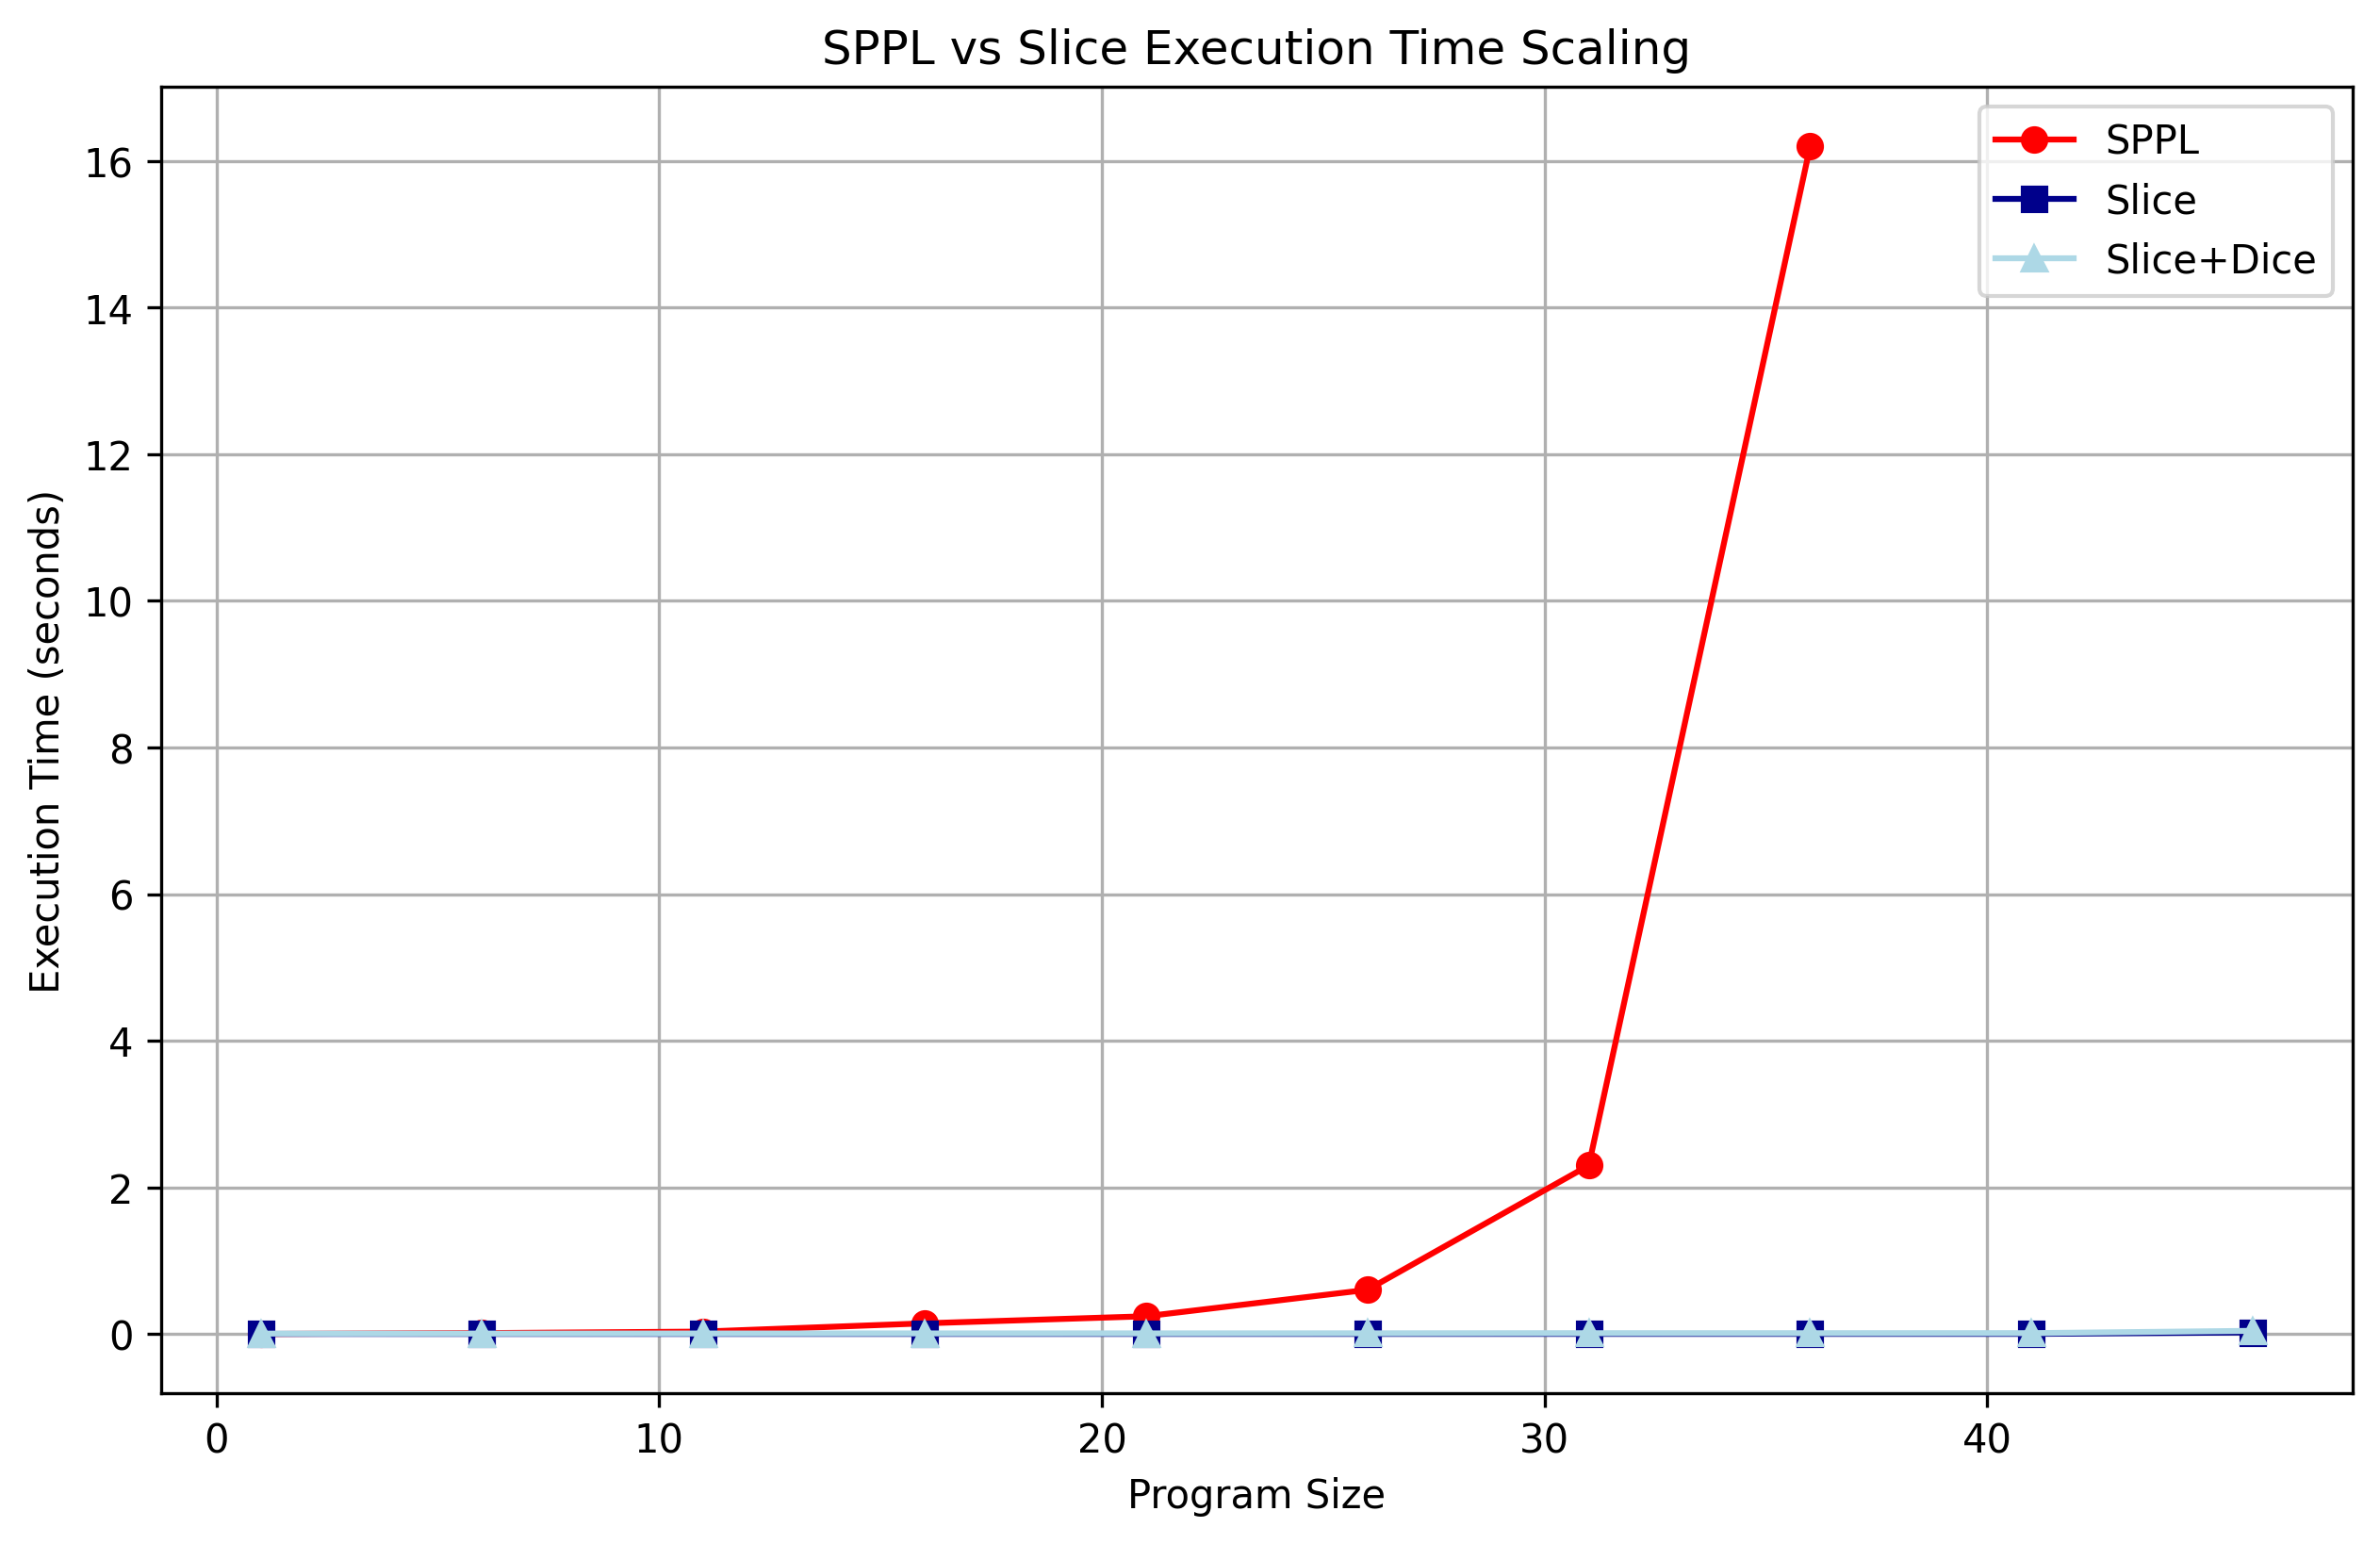 SPPL vs Slice Execution Time Scaling
SPPL
Slice
Slice+Dice
Execution Time (seconds)
16
14
12
10
8
6
4
2
0
0 10 20 30 40
Program Size